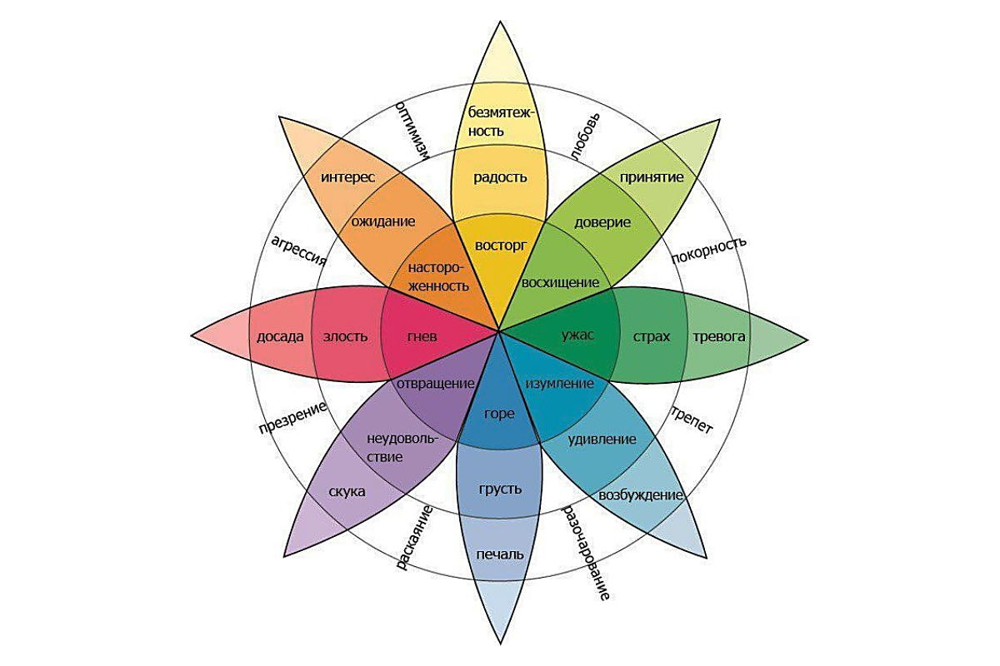 оптимизм
безмятеж-
ность
любовь
интерес
радость
принятие
ожидание
доверие
агрессия
насторо-
женность
восторг
восхищение
покорность
досада
злость
гнев
ужас
страх
тревога
отвращение
изумление
презрение
горе
трепет
неудоволь-
ствие
удивление
скука
грусть
возбуждение
раскаяние
печаль
разочарование